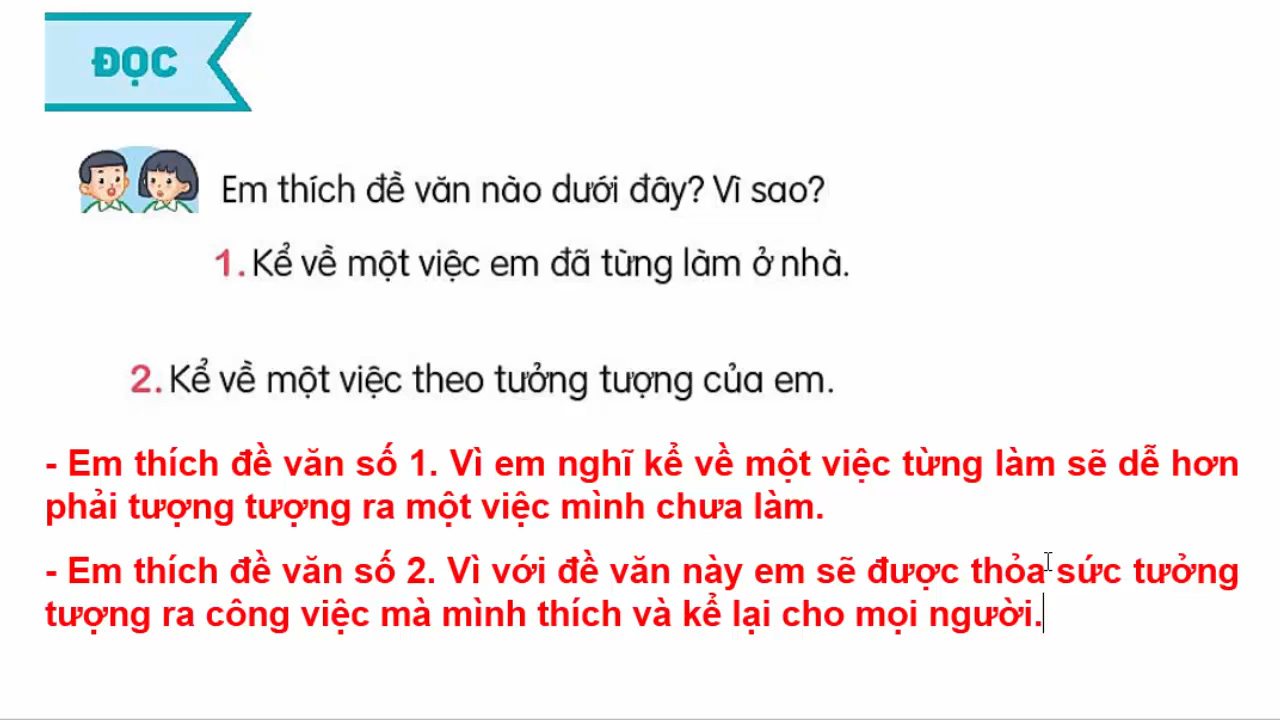 ĐỌC
Em thích đề văn nào dưới đây? Vì sao?
1. Kể về một việc em đã từng làm ở nhà.
2. Kể về một việc theo tưởng tượng của em.
- Em thích đề văn số 1. Vì em nghĩ kể về một việc từng làm sẽ dễ hơn
phải tượng tượng ra một việc mình chưa làm.
- Em thích đề văn số 2. Vì với đề văn này em sẽ được thỏa sức tưởng
tượng ra công việc mà mình thích và kể lại cho mọi người.